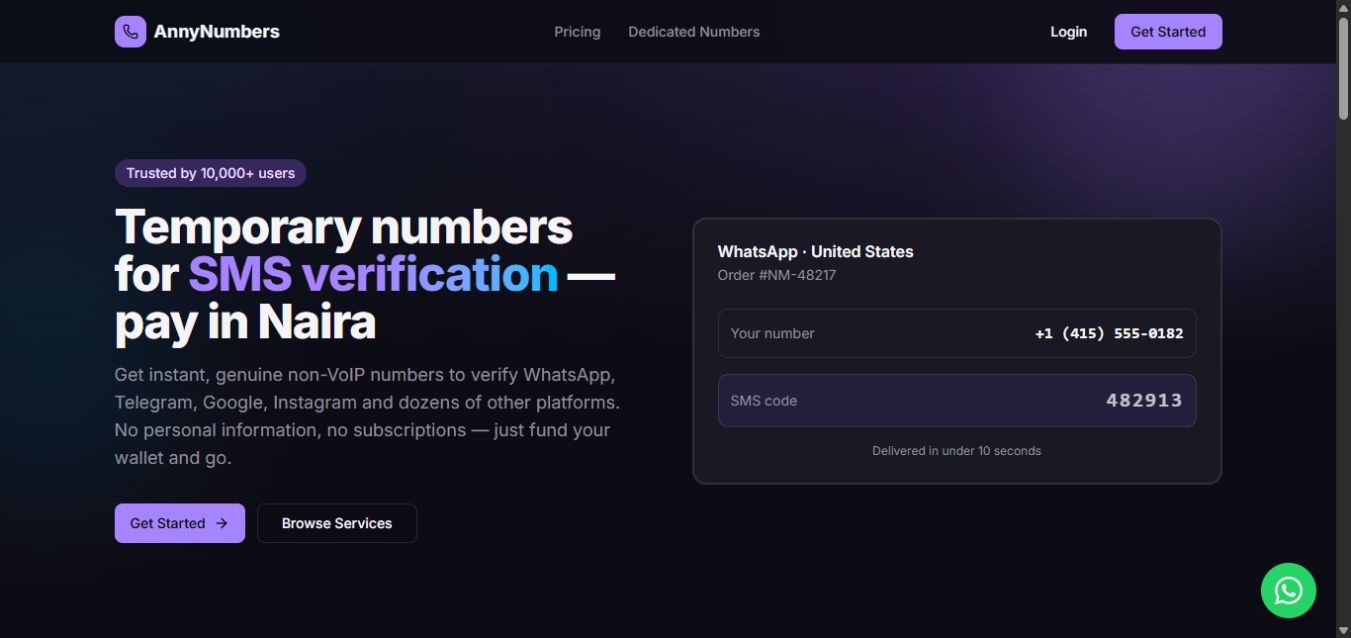 AnnyNumbers
Pricing
Dedicated Numbers
Login
Get Started
Trusted by 10,000+ users
Temporary numbers
for SMS verification —
pay in Naira
Get instant, genuine non-VoIP numbers to verify WhatsApp,
Telegram, Google, Instagram and dozens of other platforms.
No personal information, no subscriptions — just fund your
wallet and go.
Get Started →
Browse Services
WhatsApp · United States
Order #NM-48217
Your number
+1 (415) 555-0182
SMS code
482913
Delivered in under 10 seconds